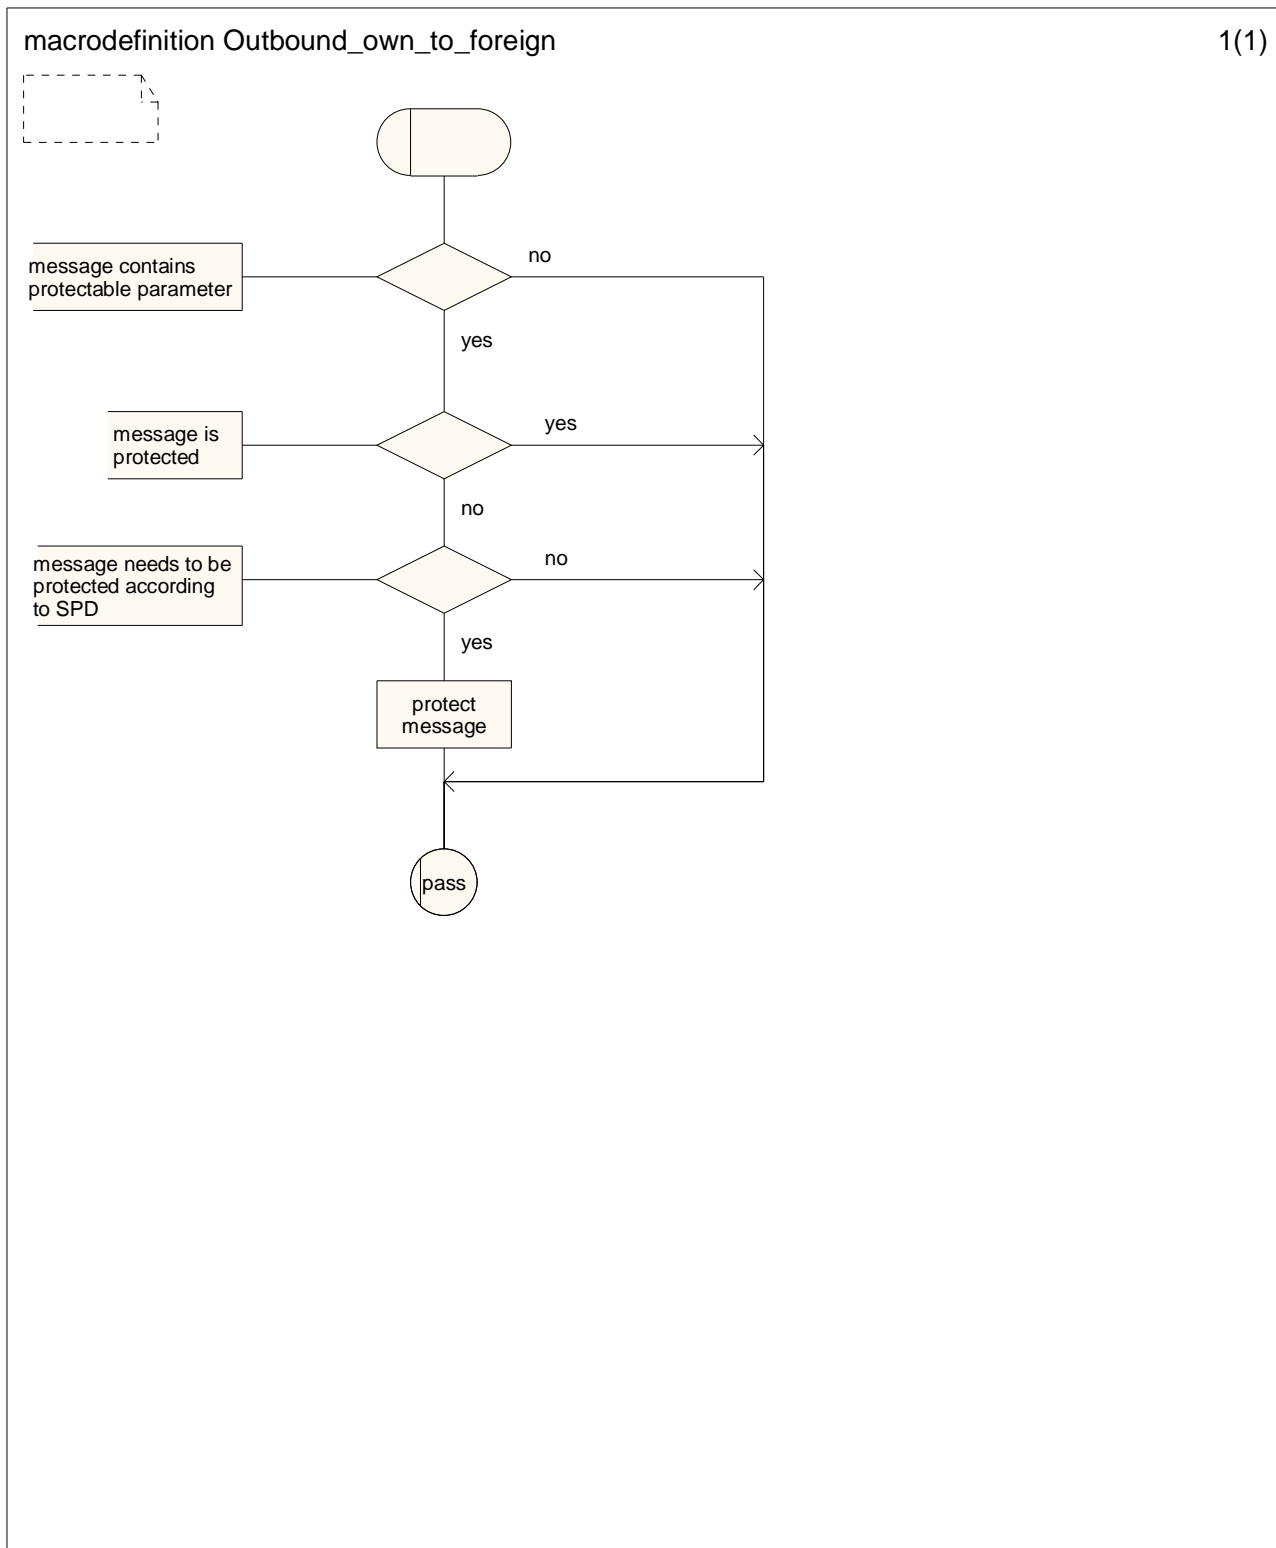 macrodefinition Outbound_own_to_foreign
1(1)
message contains
protectable parameter
no
yes
message is
protected
yes
no
message needs to be
protected according
to SPD
no
yes
protect
message
pass